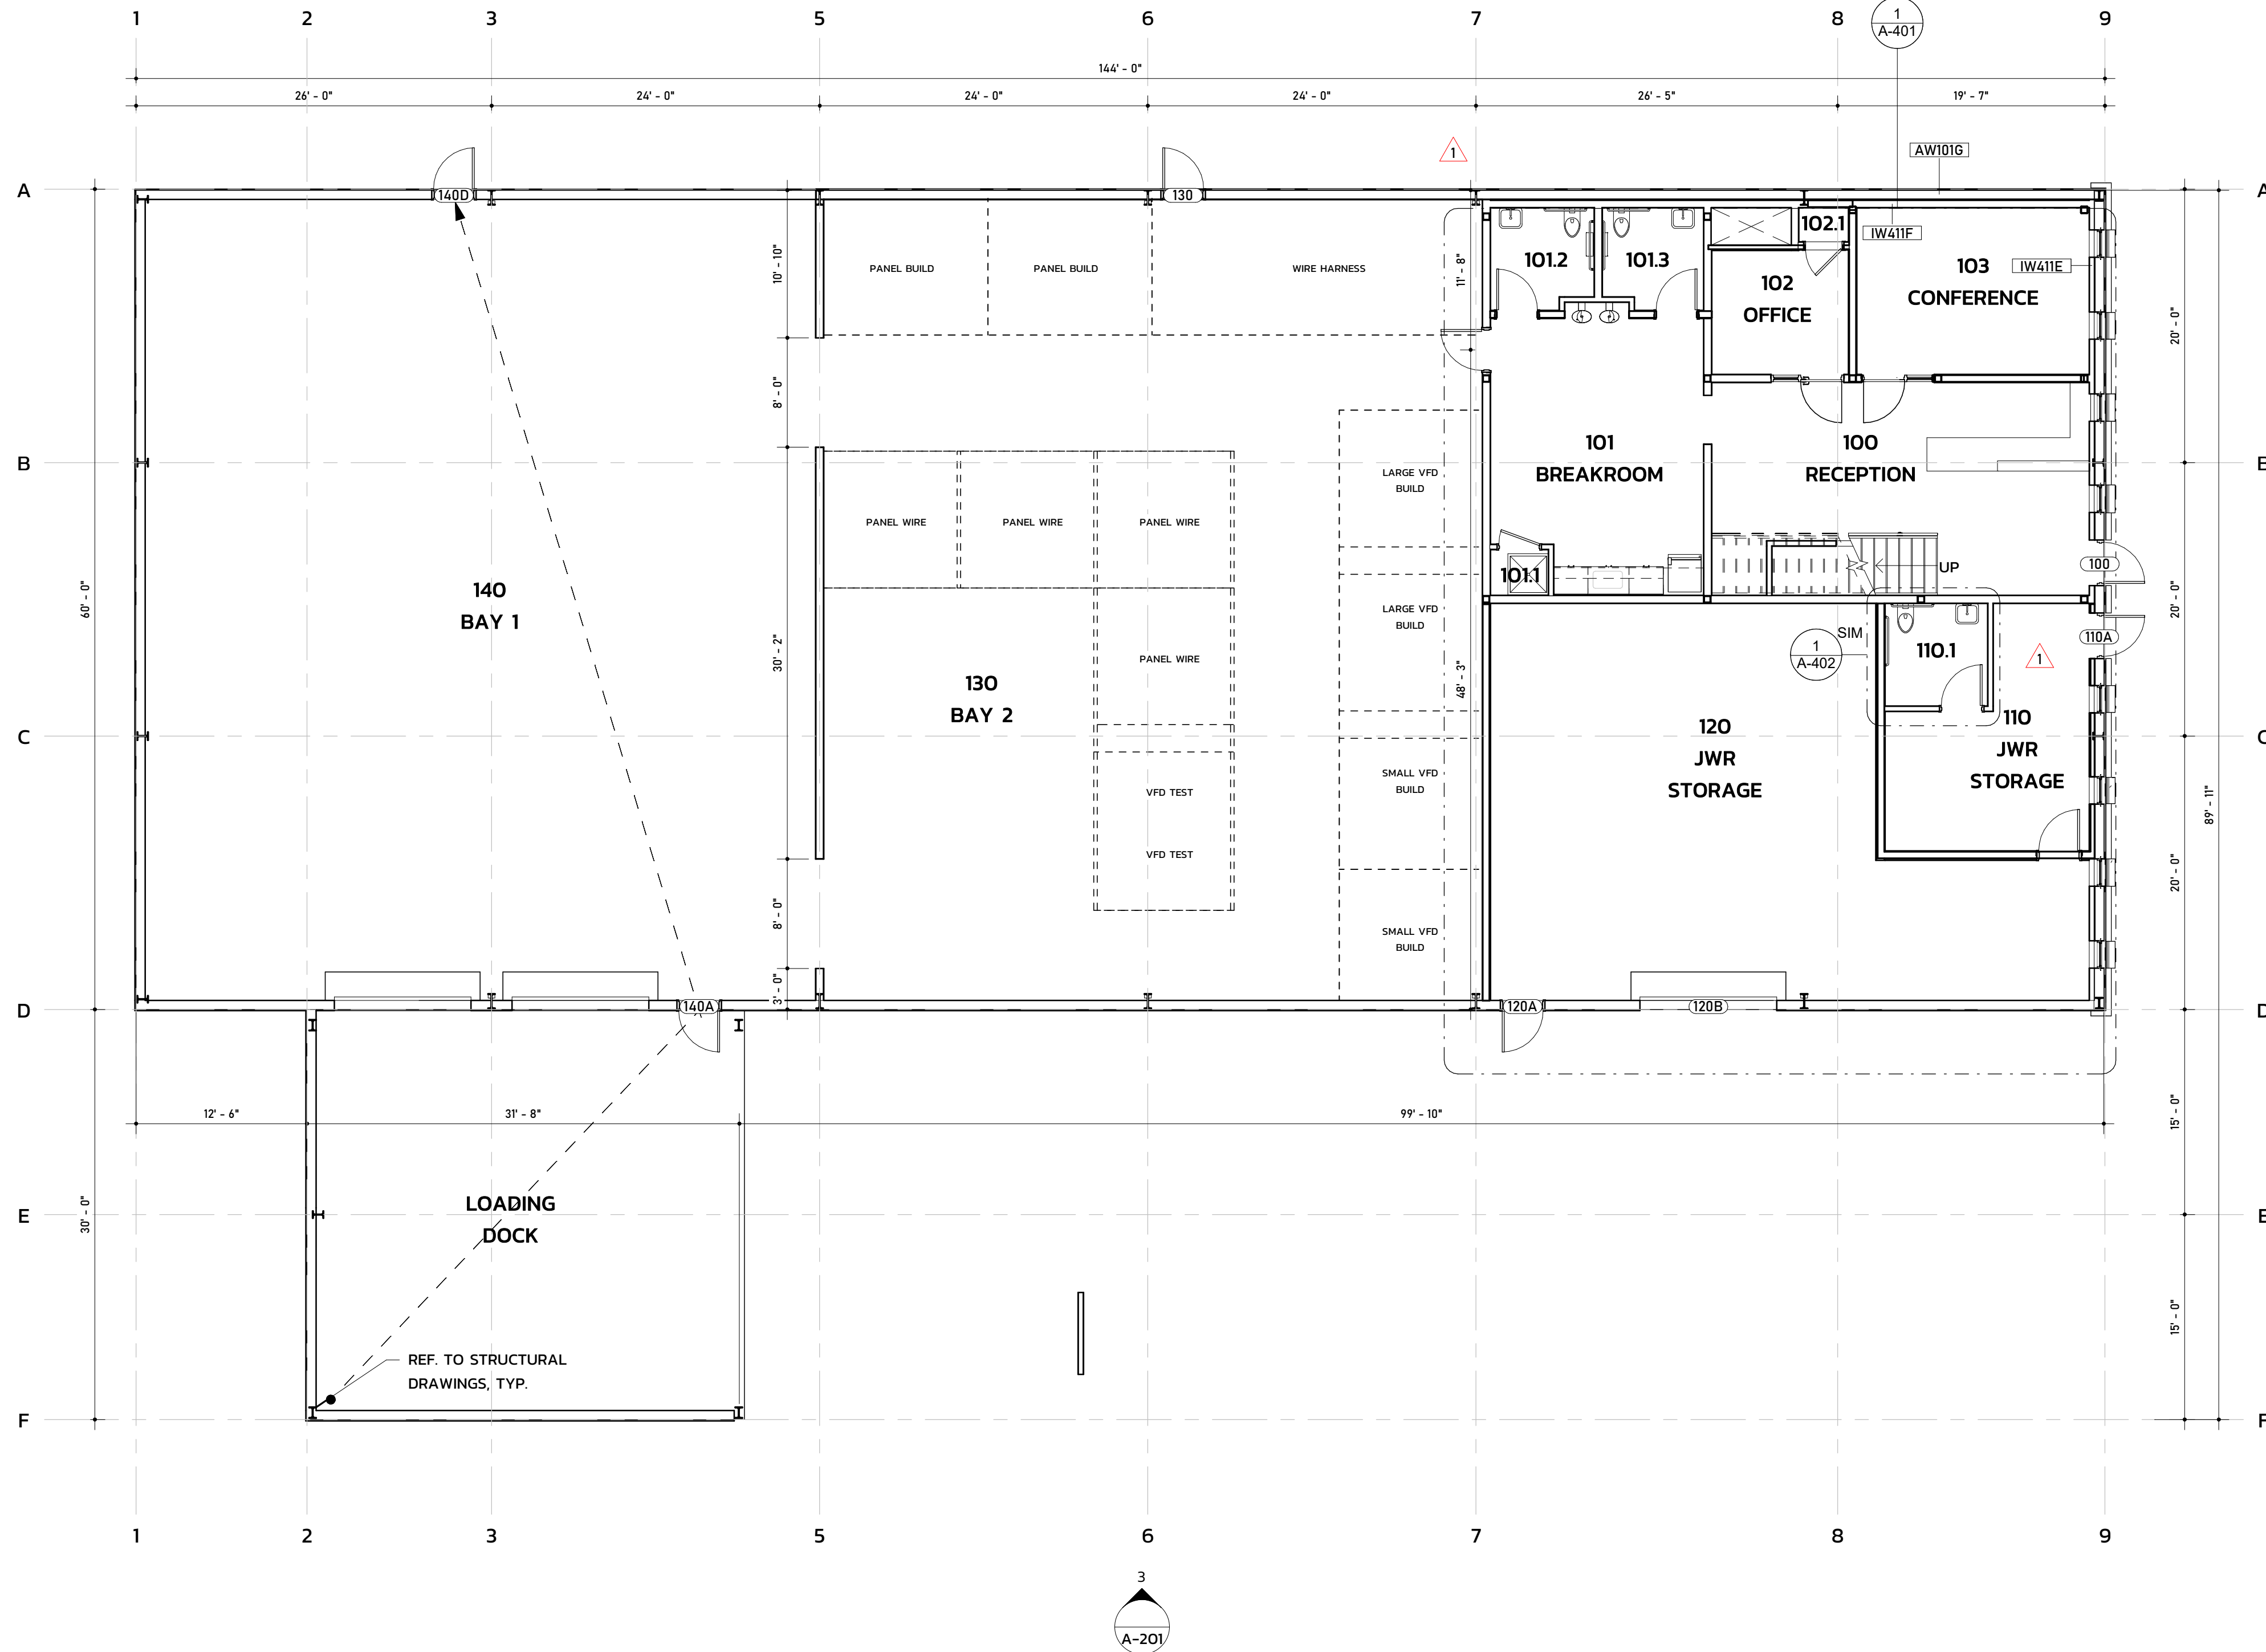 1 2 3 5 6 7 8 9
1
A-401
144' - 0"
26' - 0" 24' - 0" 24' - 0" 24' - 0" 26' - 5" 19' - 7"
1
AW101G
A
140D
130
A
102.1
IW411F
10' - 10"
PANEL BUILD
PANEL BUILD
WIRE HARNESS
11' - 8"
101.2
101.3
102
OFFICE
103
CONFERENCE
IW411E
20' - 0"
8' - 0"
B
101
BREAKROOM
100
RECEPTION
LARGE VFD
BUILD
PANEL WIRE
PANEL WIRE
PANEL WIRE
60' - 0"
140
BAY 1
101.1
UP
100
LARGE VFD
BUILD
20' - 0"
110A
SIM
1
A-402
110.1
1
30' - 2"
PANEL WIRE
48' - 3"
130
BAY 2
C
120
JWR
STORAGE
110
JWR
STORAGE
SMALL VFD
BUILD
VFD TEST
VFD TEST
89' - 11"
20' - 0"
8' - 0"
SMALL VFD
BUILD
3' - 0"
D
140A
120A
120B
D
12' - 6" 31' - 8" 99' - 10"
15' - 0"
30' - 0"
LOADING
DOCK
E
15' - 0"
REF. TO STRUCTURAL
DRAWINGS, TYP.
F
F
1 2 3 5 6 7 8 9
3
A-201